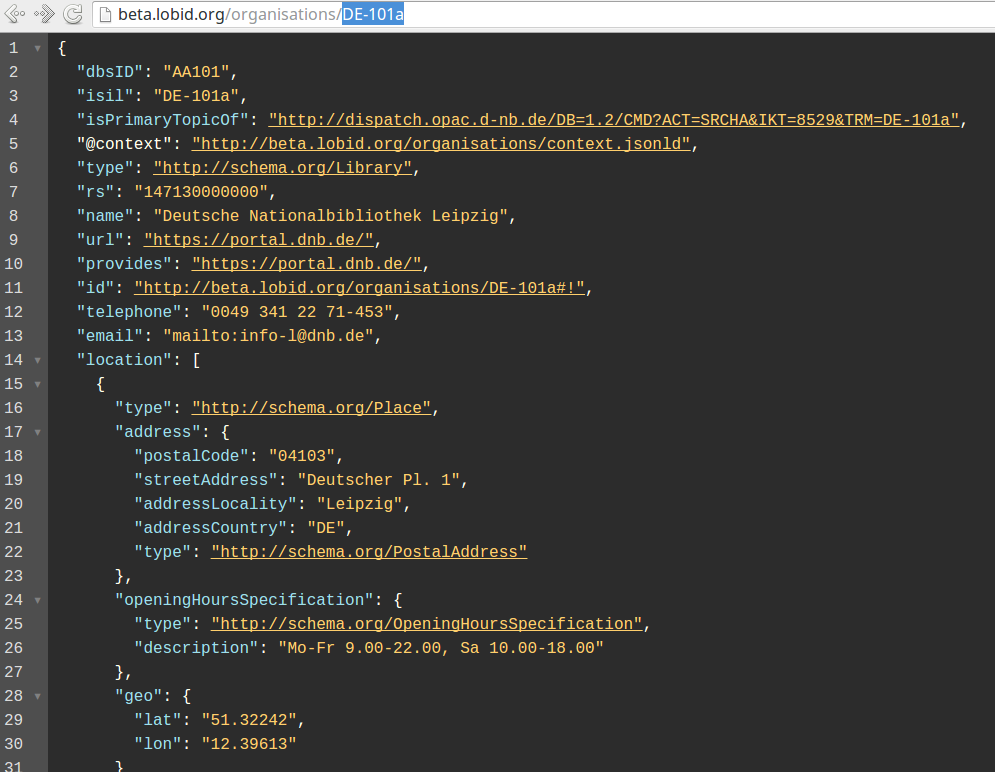 beta.lobid.org/organisations/DE-101a
1 {
2 "dbsID": "AA101",
3 "isil": "DE-101a",
4 "isPrimaryTopicOf": "http://dispatch.opac.d-nb.de/DB=1.2/CMD?ACT=SRCHA&IKT=8529&TRM=DE-101a",
5 "@context": "http://beta.lobid.org/organisations/context.jsonld",
6 "type": "http://schema.org/Library",
7 "rs": "147130000000",
8 "name": "Deutsche Nationalbibliothek Leipzig",
9 "url": "https://portal.dnb.de/",
10 "provides": "https://portal.dnb.de/",
11 "id": "http://beta.lobid.org/organisations/DE-101a#!",
12 "telephone": "0049 341 22 71-453",
13 "email": "mailto:info-l@dnb.de",
14 "location": [
15 {
16 "type": "http://schema.org/Place",
17 "address": {
18 "postalCode": "04103",
19 "streetAddress": "Deutscher Pl. 1",
20 "addressLocality": "Leipzig",
21 "addressCountry": "DE",
22 "type": "http://schema.org/PostalAddress"
23 },
24 "openingHoursSpecification": {
25 "type": "http://schema.org/OpeningHoursSpecification",
26 "description": "Mo-Fr 9.00-22.00, Sa 10.00-18.00"
27 },
28 "geo": {
29 "lat": "51.32242",
30 "lon": "12.39613"
31 }